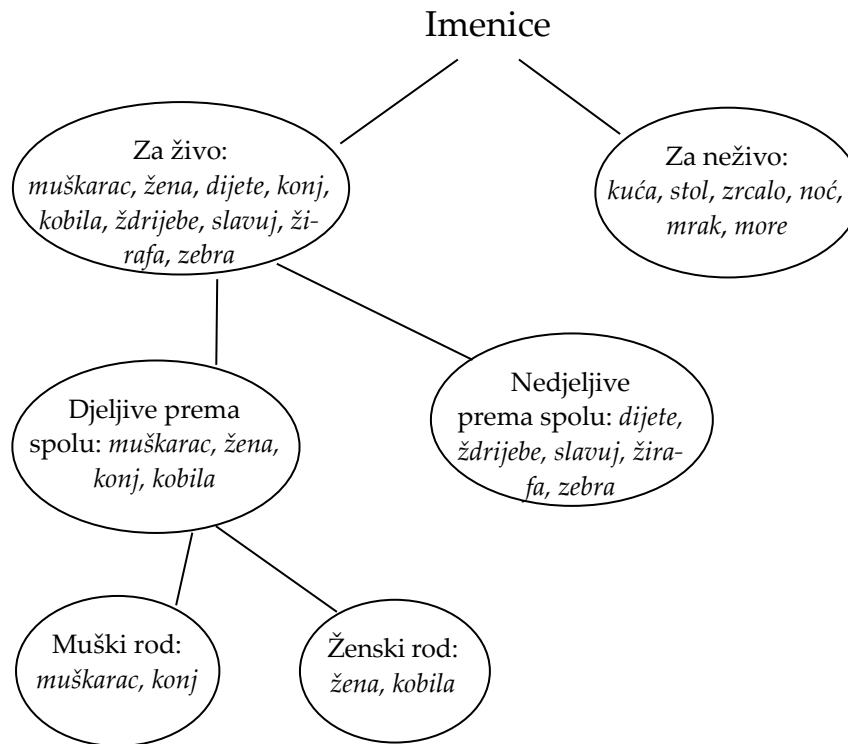 Imenice
Za živo:
muškarac, žena, dijete, konj,
kobila, ždrijebe, slavuj, ži-
rafa, zebra
Za neživo:
kuća, stol, zrcalo, noć,
mrak, more
Djeljive prema
spolu: muškarac, žena,
konj, kobila
Nedjeljive
prema spolu: dijete,
ždrijebe, slavuj, žira-
fa, zebra
Muški rod:
muškarac, konj
Ženski rod:
žena, kobila